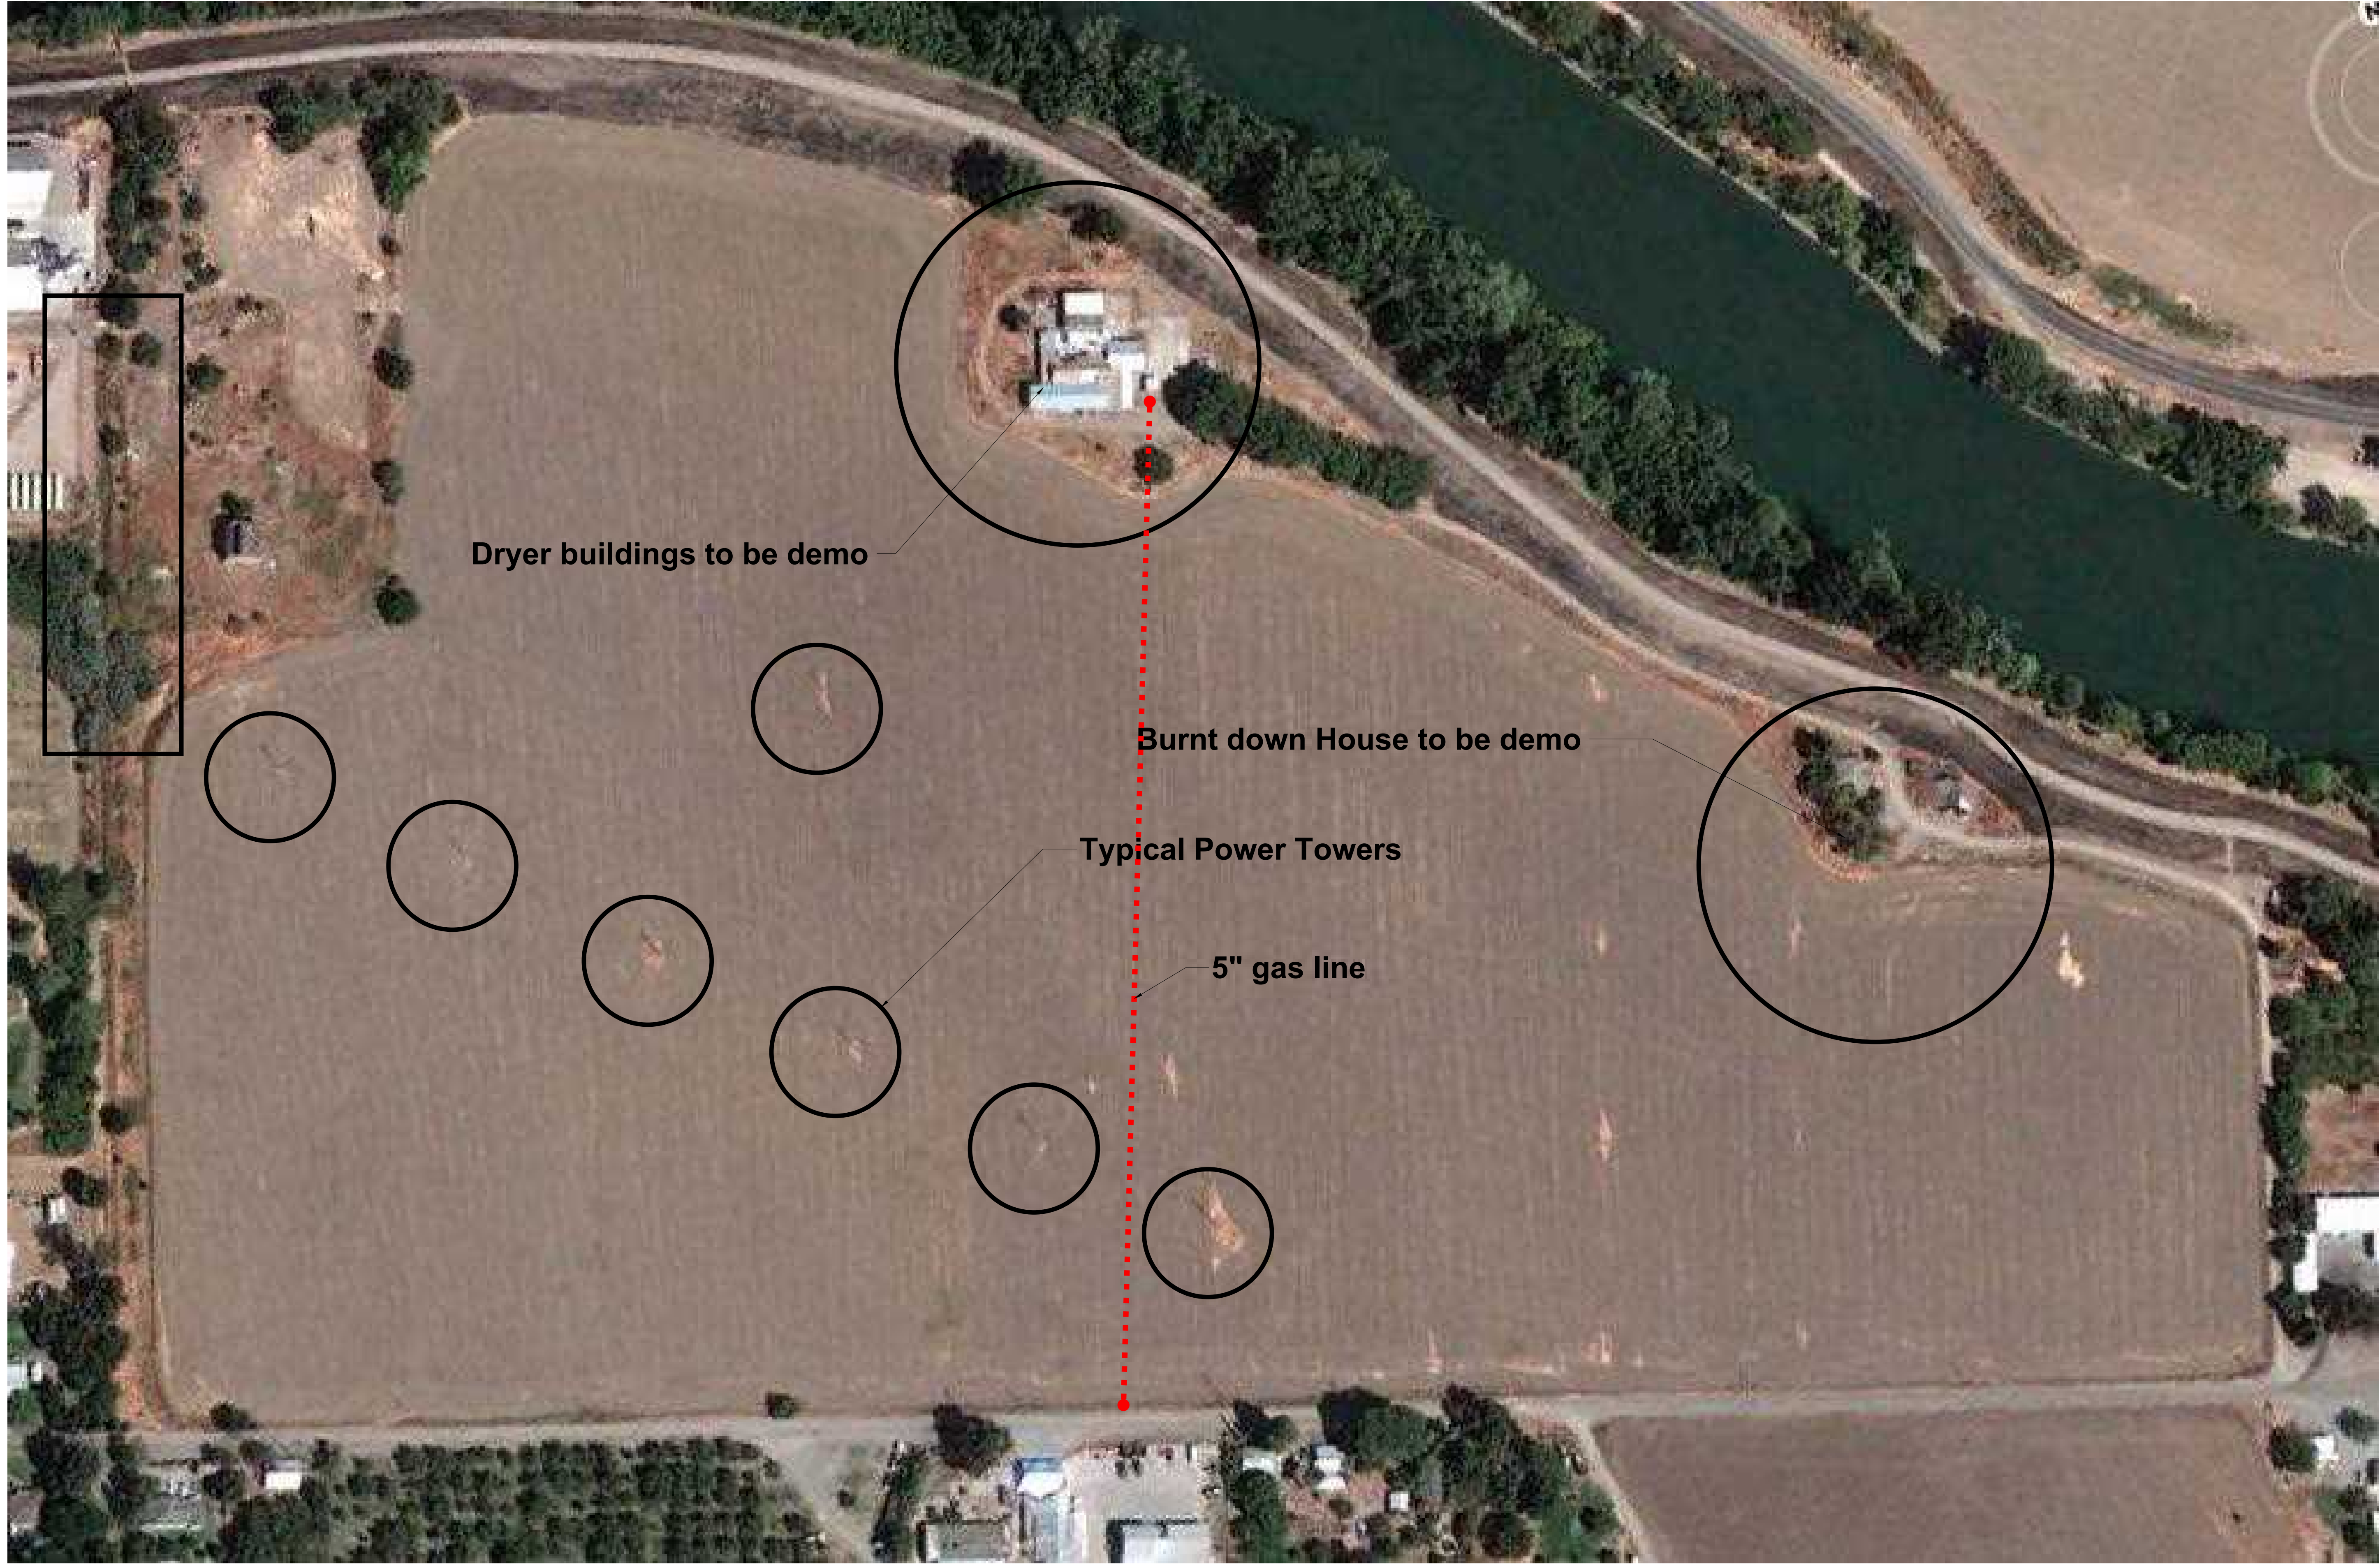 Dryer buildings to be demo
Burnt down House to be demo
Typical Power Towers
5" gas line